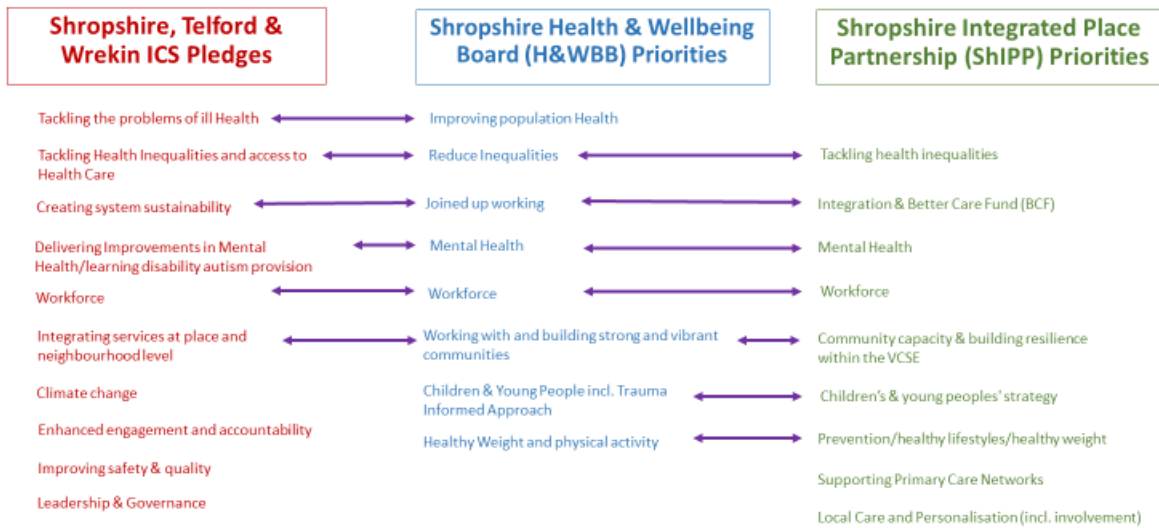 Shropshire, Telford &
Wrekin ICS Pledges
Shropshire Health & Wellbeing
Board (H&WBB) Priorities
Shropshire Integrated Place
Partnership (ShIPP) Priorities
Tackling the problems of ill Health
Improving population Health
Tackling Health Inequalities and access to
Health Care
Reduce Inequalities
Tackling health inequalities
Creating system sustainability
Joined up working
Integration & Better Care Fund (BCF)
Delivering Improvements in Mental
Health/learning disability autism provision
Mental Health
Mental Health
Workforce
Workforce
Workforce
Integrating services at place and
neighbourhood level
Working with and building strong and vibrant
communities
Community capacity & building resilience
within the VCSE
Climate change
Children & Young People incl. Trauma
Informed Approach
Children's & young peoples' strategy
Enhanced engagement and accountability
Healthy Weight and physical activity
Prevention/healthy lifestyles/healthy weight
Improving safety & quality
Supporting Primary Care Networks
Leadership & Governance
Local Care and Personalisation (incl. involvement)